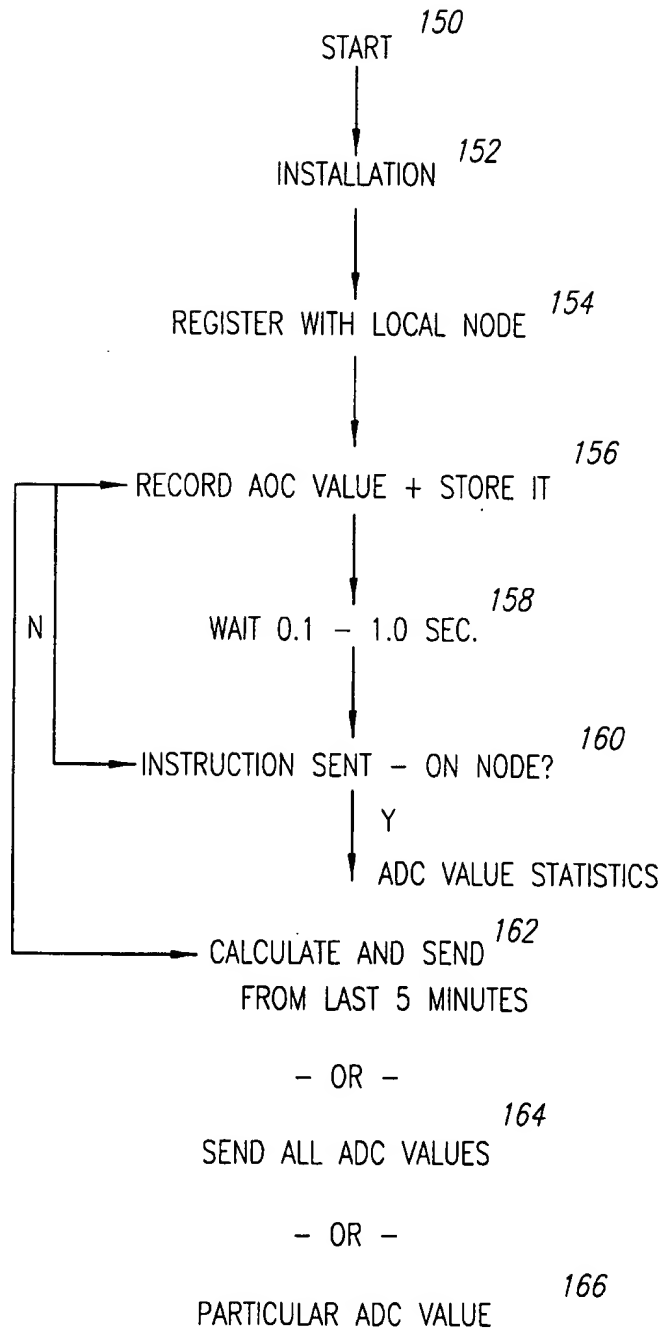 START 150
INSTALLATION 152
REGISTER WITH LOCAL NODE 154
RECORD AOC VALUE + STORE IT 156
N
WAIT 0.1 – 1.0 SEC. 158
INSTRUCTION SENT – ON NODE? 160
Y
ADC VALUE STATISTICS
CALCULATE AND SEND 162
FROM LAST 5 MINUTES
– OR –
SEND ALL ADC VALUES 164
– OR –
PARTICULAR ADC VALUE 166